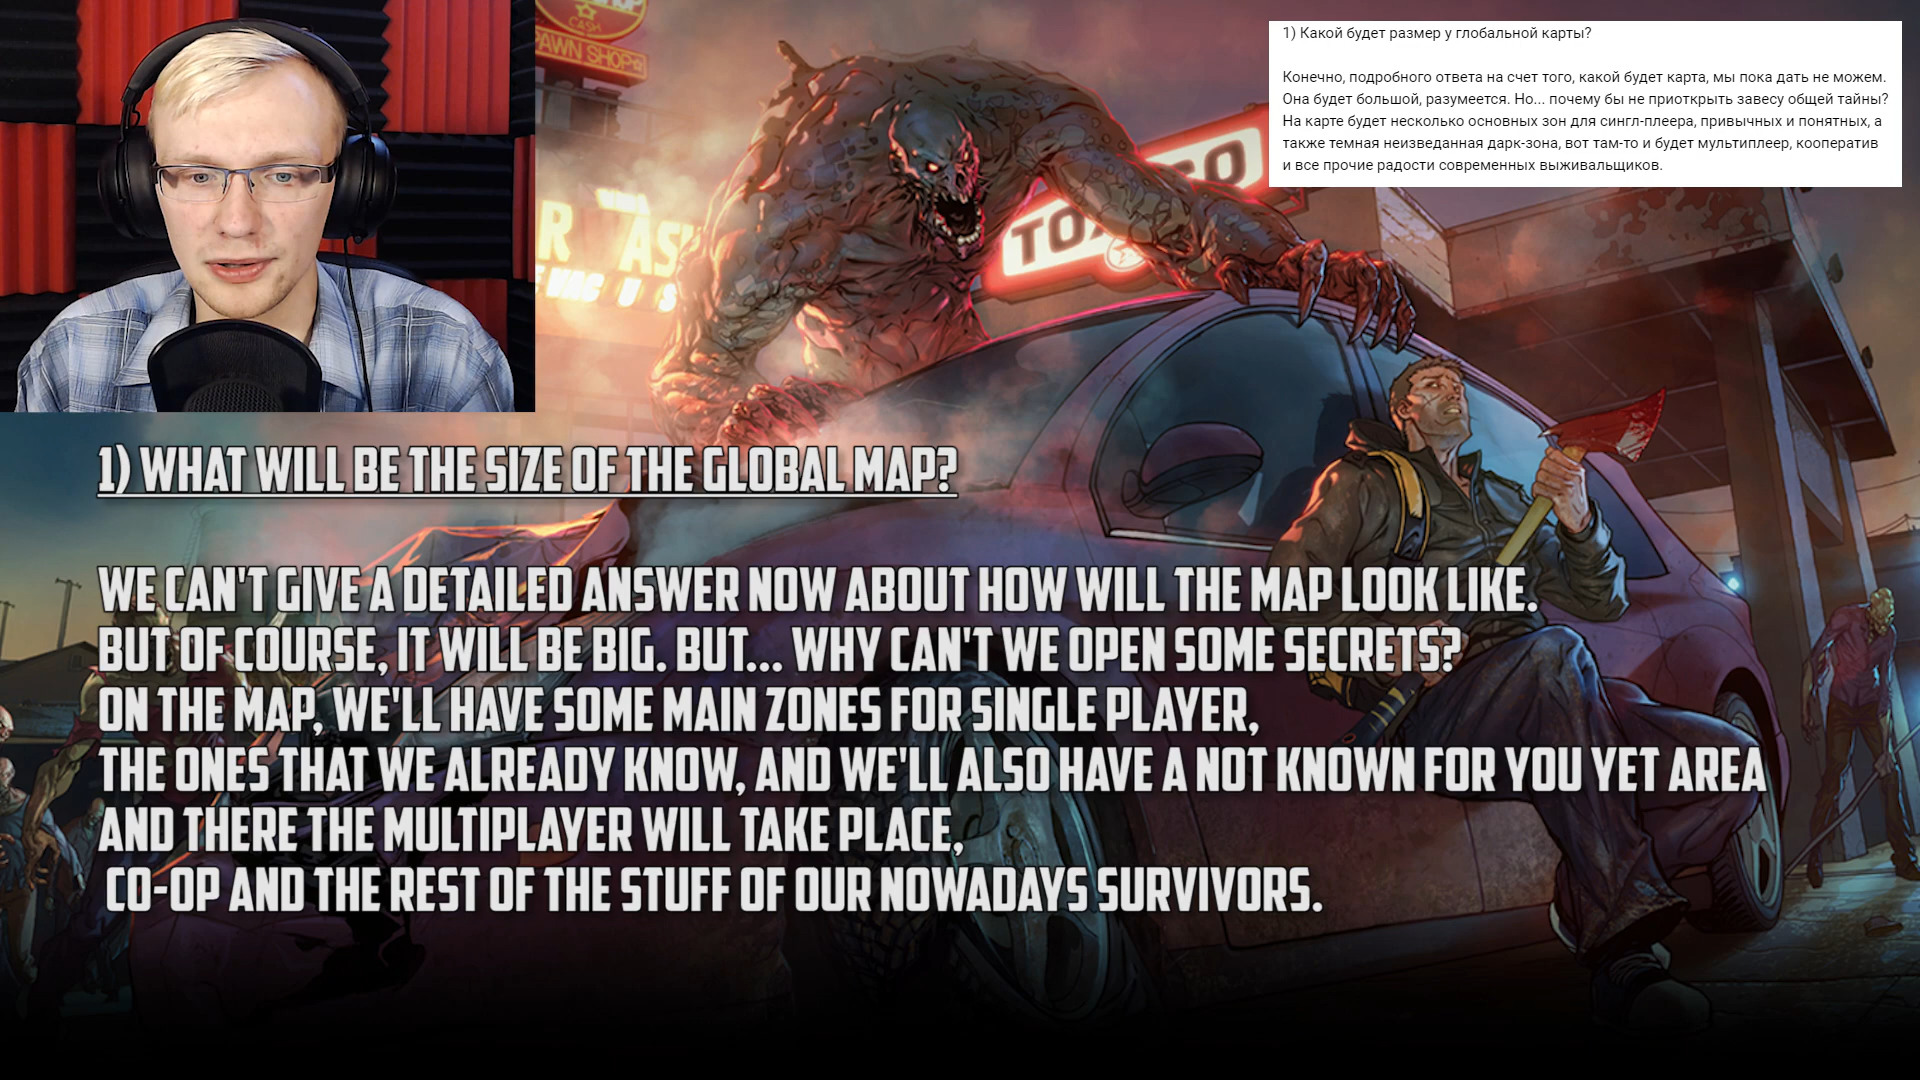 CASH
PAWN SHOP
1) Какой будет размер у глобальной карты?
Конечно, подробного ответа на счет того, какой будет карта, мы пока дать не можем.
Она будет большой, разумеется. Но... почему бы не приоткрыть завесу общей тайны?
На карте будет несколько основных зон для сингл-плеера, привычных и понятных, а
также темная неизведанная дарк-зона, вот там-то и будет мультиплеер, кооператив
и все прочие радости современных выживальщиков.
1) WHAT WILL BE THE SIZE OF THE GLOBAL MAP?
WE CAN'T GIVE A DETAILED ANSWER NOW ABOUT HOW WILL THE MAP LOOK LIKE.
BUT OF COURSE, IT WILL BE BIG. BUT... WHY CAN'T WE OPEN SOME SECRETS?
ON THE MAP, WE'LL HAVE SOME MAIN ZONES FOR SINGLE PLAYER,
THE ONES THAT WE ALREADY KNOW, AND WE'LL ALSO HAVE A NOT KNOWN FOR YOU YET AREA
AND THERE THE MULTIPLAYER WILL TAKE PLACE,
CO-OP AND THE REST OF THE STUFF OF OUR NOWADAYS SURVIVORS.